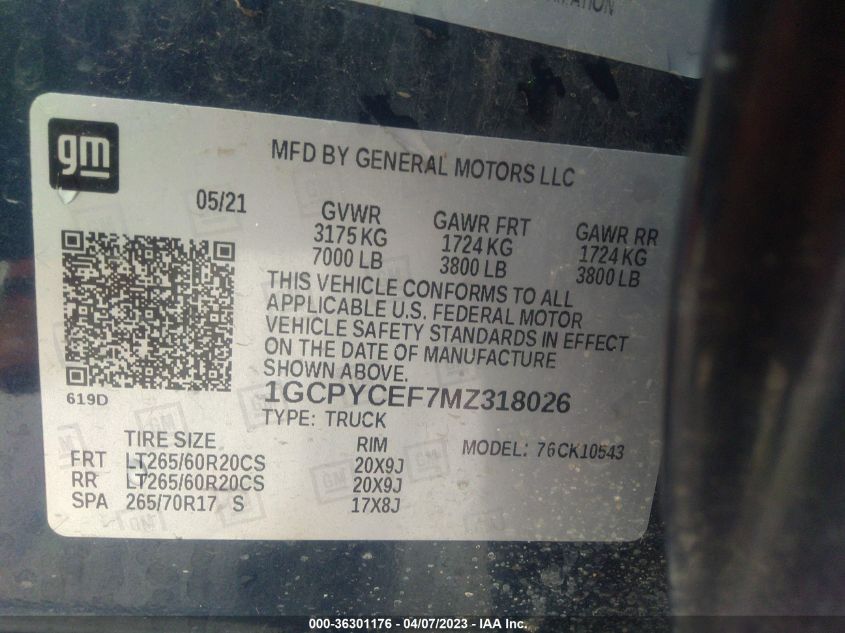 gm
MFD BY GENERAL MOTORS LLC
05/21
GVWR GAWR FRT GAWR RR
3175 KG 1724 KG 1724 KG
7000 LB 3800 LB 3800 LB
THIS VEHICLE CONFORMS TO ALL
APPLICABLE U.S. FEDERAL MOTOR
VEHICLE SAFETY STANDARDS IN EFFECT
ON THE DATE OF MANUFACTURE
SHOWN ABOVE.
619D
1GCPYCEF7MZ318026
TYPE: TRUCK
TIRE SIZE RIM MODEL: 76CK10543
FRT LT265/60R20CS 20X9J
RR LT265/60R20CS 20X9J
SPA 265/70R17 S 17X8J
000-36301176 - 04/07/2023 - IAA Inc.